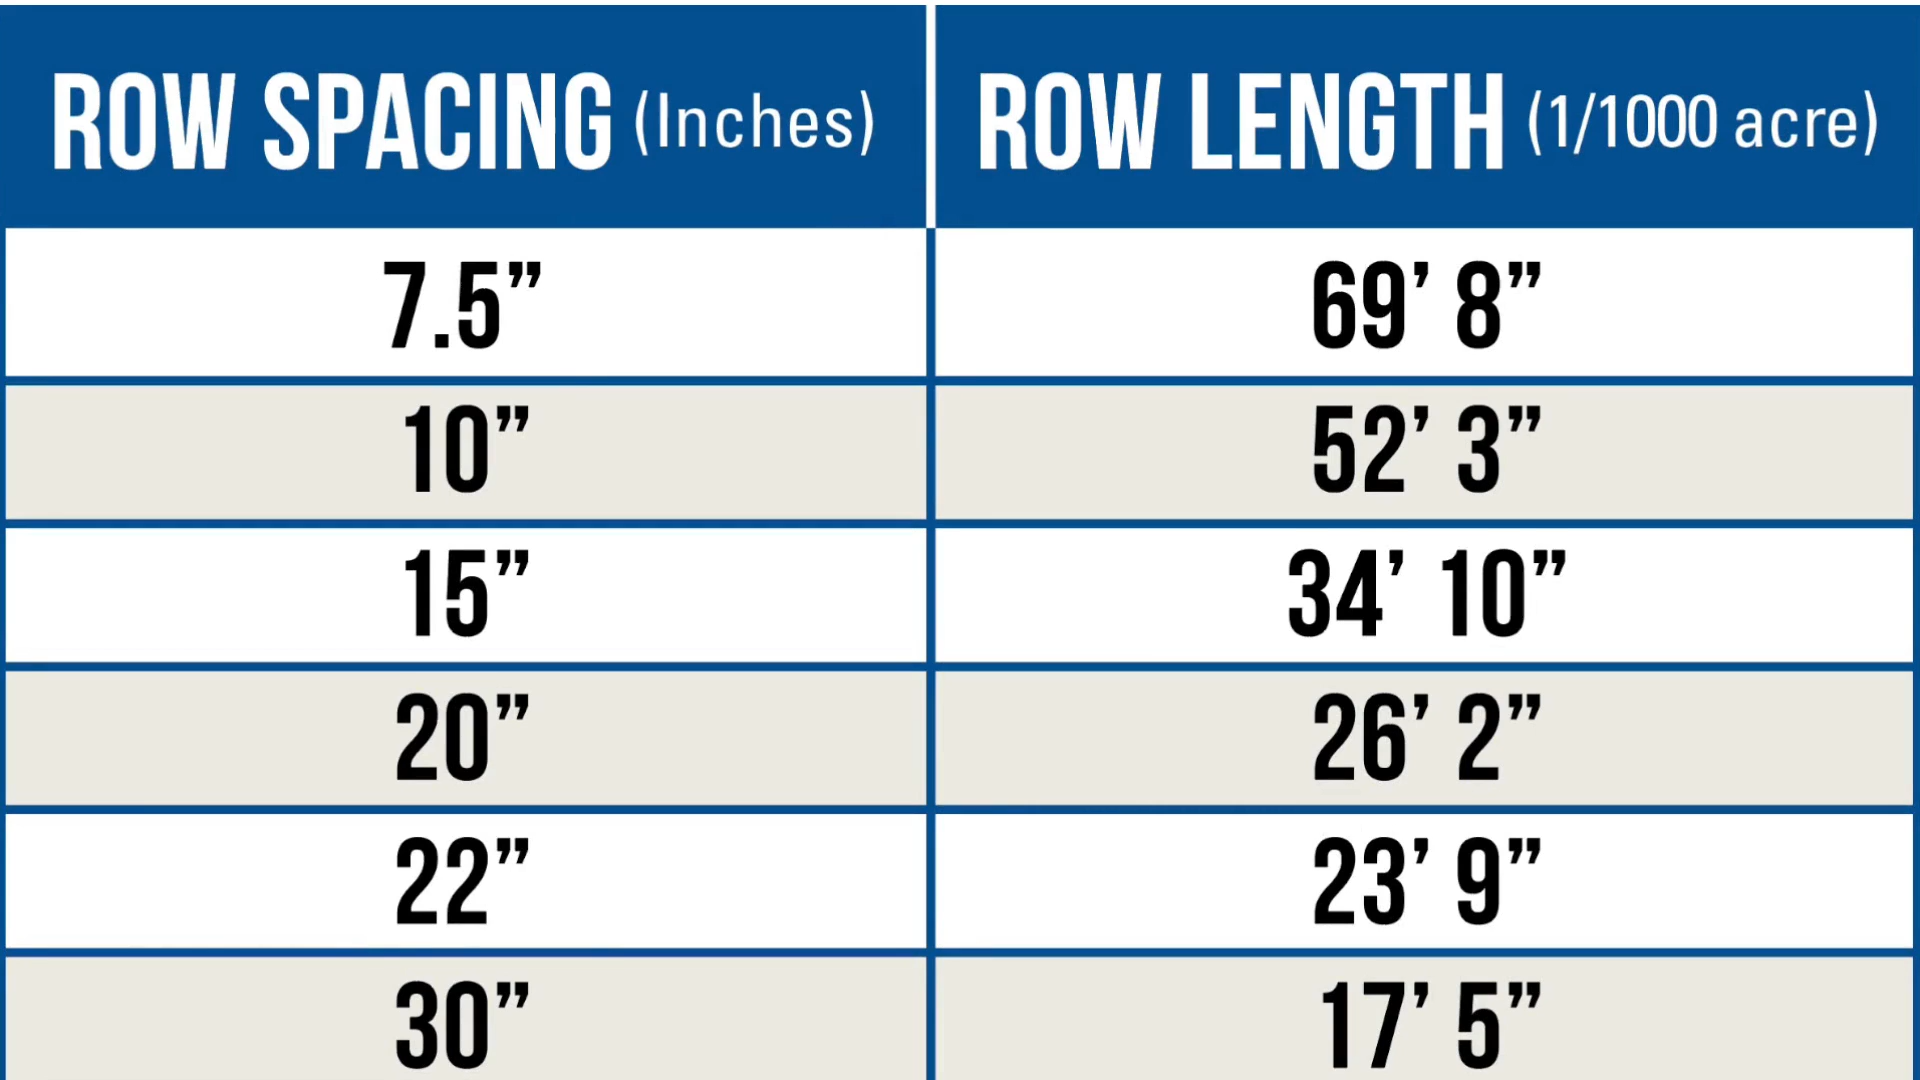 ROW SPACING (Inches) ROW LENGTH (1/1000 acre)
7.5” 69’ 8”
10” 52’ 3”
15” 34’ 10”
20” 26’ 2”
22” 23’ 9”
30” 17’ 5”